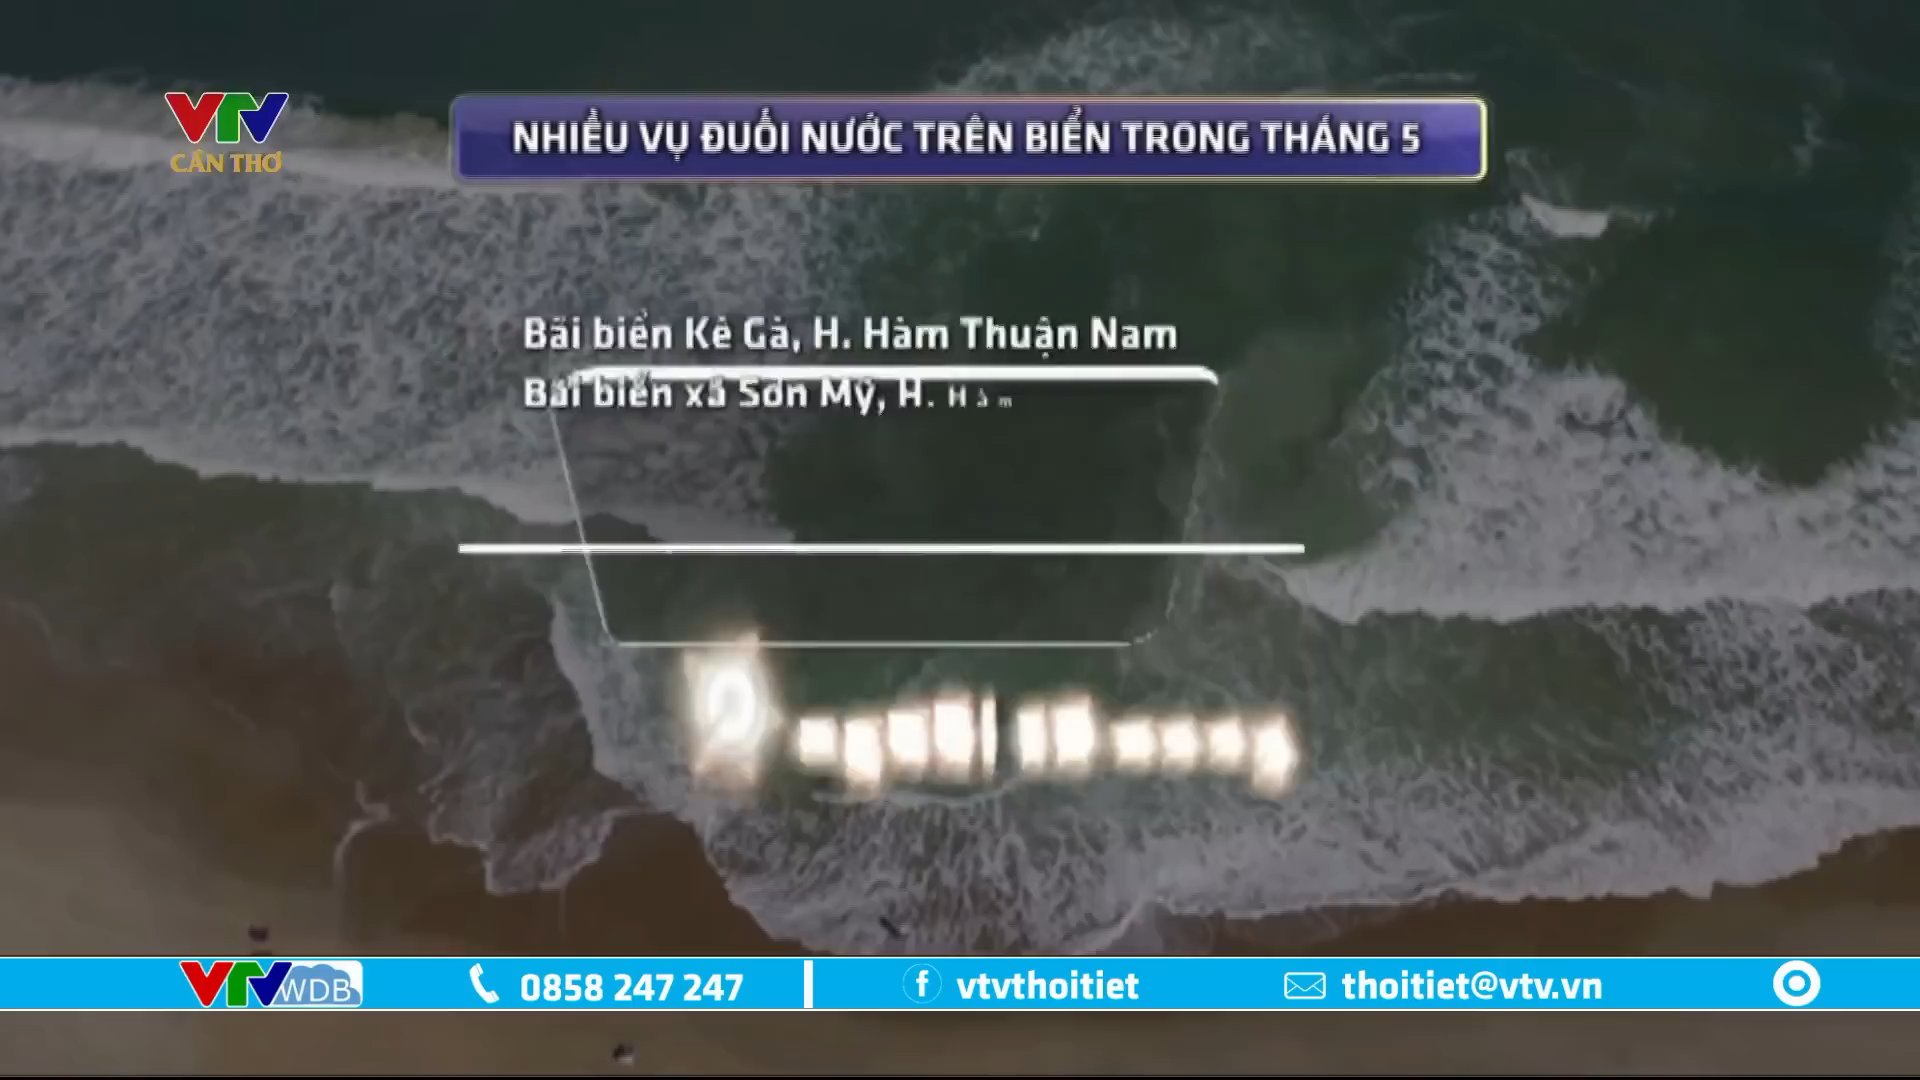 VTV
CẦN THƠ
NHIỀU VỤ ĐUỐI NƯỚC TRÊN BIỂN TRONG THÁNG 5
Bãi biển Kê Gà, H. Hàm Thuận Nam
Bãi biển xã Sơn Mỹ, H. Hàm
VTV WDB
0858 247 247
vtvthoitiet
thoitiet@vtv.vn